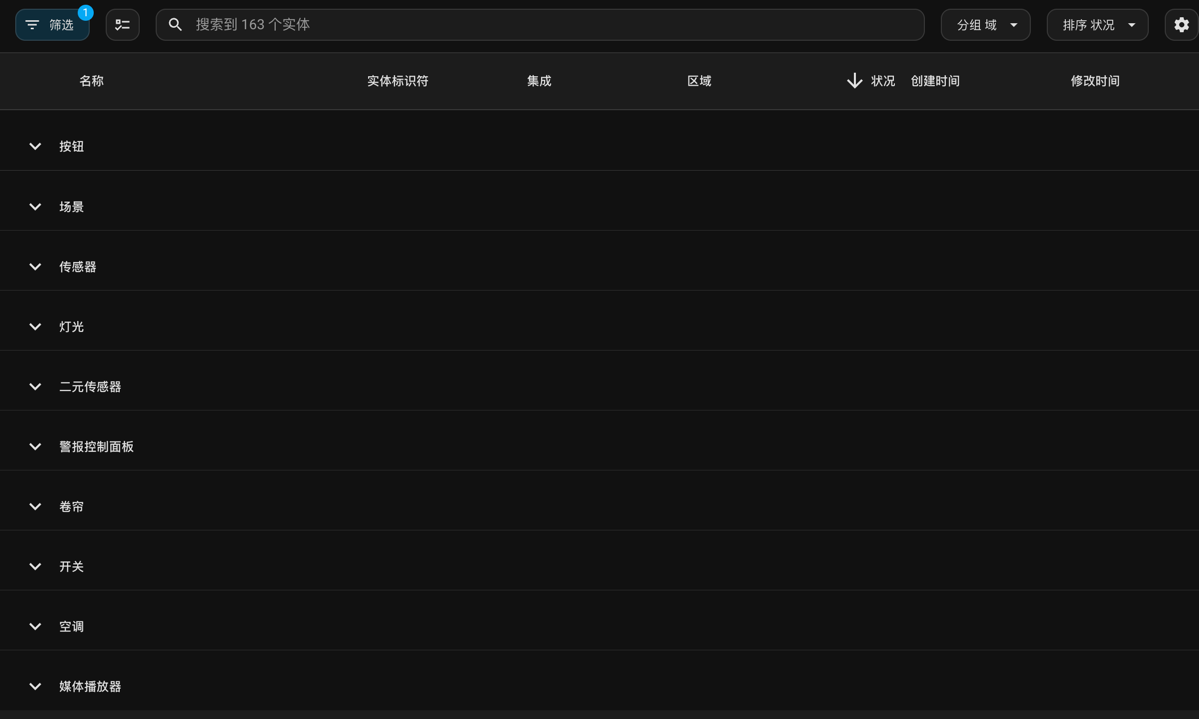 筛选 1 搜索到 163 个实体 分组 域 排序 状况
名称 实体标识符 集成 区域 状况 创建时间 修改时间
按钮
场景
传感器
灯光
二元传感器
警报控制面板
卷帘
开关
空调
媒体播放器